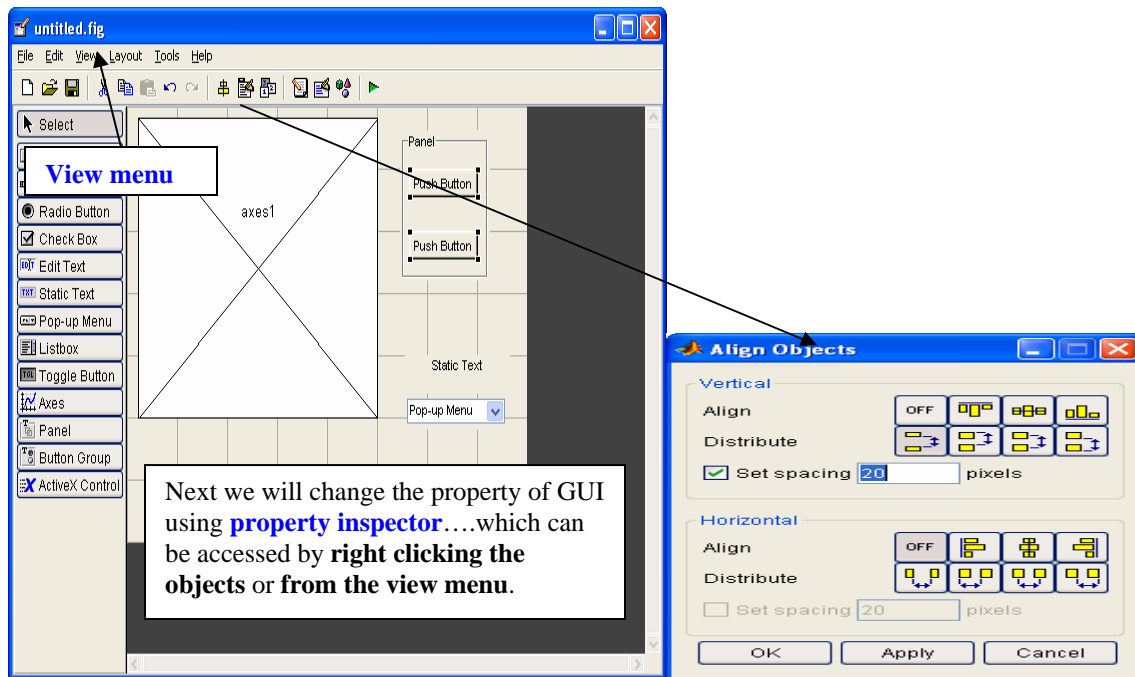 untitled.fig
File Edit View Layout Tools Help
Select
View menu
Radio Button
Check Box
EDIT Edit Text
TXT Static Text
Pop-up Menu
Listbox
TGL Toggle Button
Axes
Panel
Button Group
ActiveX Control
axes1
Panel
Push Button
Push Button
Static Text
Pop-up Menu
Next we will change the property of GUI
using property inspector….which can
be accessed by right clicking the
objects or from the view menu.
Align Objects
Vertical
Align OFF
Distribute
Set spacing 20 pixels
Horizontal
Align OFF
Distribute
Set spacing 20 pixels
OK Apply Cancel